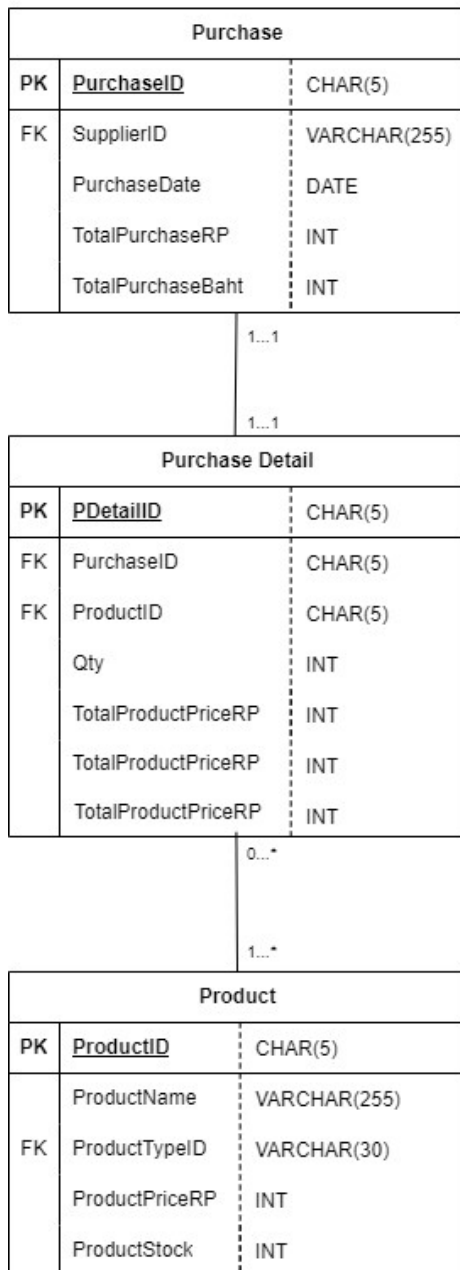 Purchase
PK PurchaseID CHAR(5)
FK SupplierID VARCHAR(255)
PurchaseDate DATE
TotalPurchaseRP INT
TotalPurchaseBaht INT
1...1
1...1
Purchase Detail
PK PDetailID CHAR(5)
FK PurchaseID CHAR(5)
FK ProductID CHAR(5)
Qty INT
TotalProductPriceRP INT
TotalProductPriceRP INT
TotalProductPriceRP INT
0...*
1...*
Product
PK ProductID CHAR(5)
ProductName VARCHAR(255)
FK ProductTypeID VARCHAR(30)
ProductPriceRP INT
ProductStock INT